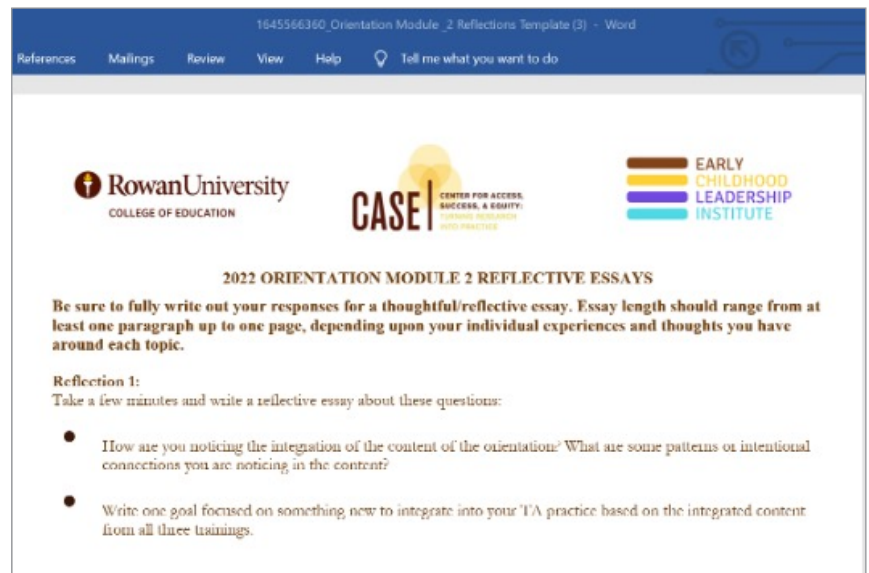 1645566360_Orientation Module _2 Reflections Template (3) - Word
References Mailings Review View Help Tell me what you want to do
Rowan University
COLLEGE OF EDUCATION
CASE
CENTER FOR ACCESS,
SUCCESS, & EQUITY:
TURNING RESEARCH
INTO PRACTICE
EARLY
CHILDHOOD
LEADERSHIP
INSTITUTE
2022 ORIENTATION MODULE 2 REFLECTIVE ESSAYS
Be sure to fully write out your responses for a thoughtful/reflective essay. Essay length should range from at
least one paragraph up to one page, depending upon your individual experiences and thoughts you have
around each topic.
Reflection 1:
Take a few minutes and write a reflective essay about these questions:
● How are you noticing the integration of the content of the orientation? What are some patterns or intentional
connections you are noticing in the content?
● Write one goal focused on something new to integrate into your TA practice based on the integrated content
from all three trainings.